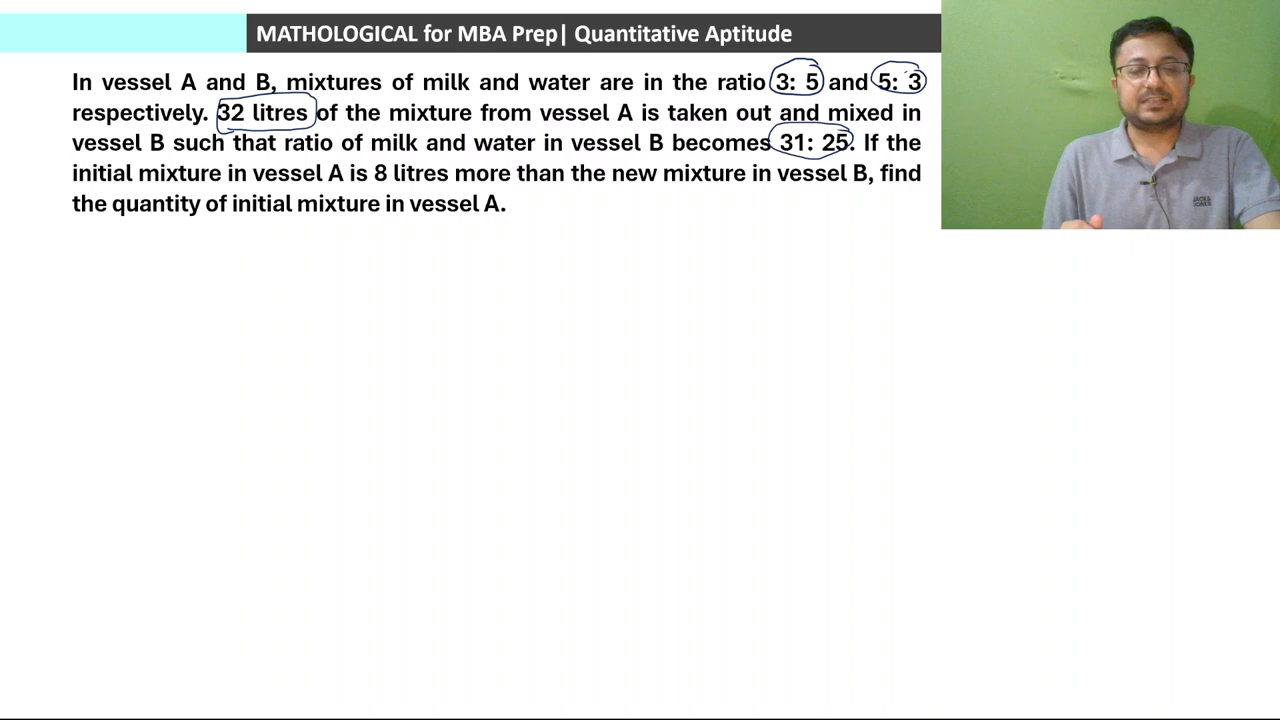 MATHOLOGICAL for MBA Prep| Quantitative Aptitude
In vessel A and B, mixtures of milk and water are in the ratio 3: 5 and 5: 3
respectively. 32 litres of the mixture from vessel A is taken out and mixed in
vessel B such that ratio of milk and water in vessel B becomes 31: 25. If the
initial mixture in vessel A is 8 litres more than the new mixture in vessel B, find
the quantity of initial mixture in vessel A.
JACK&
JONES